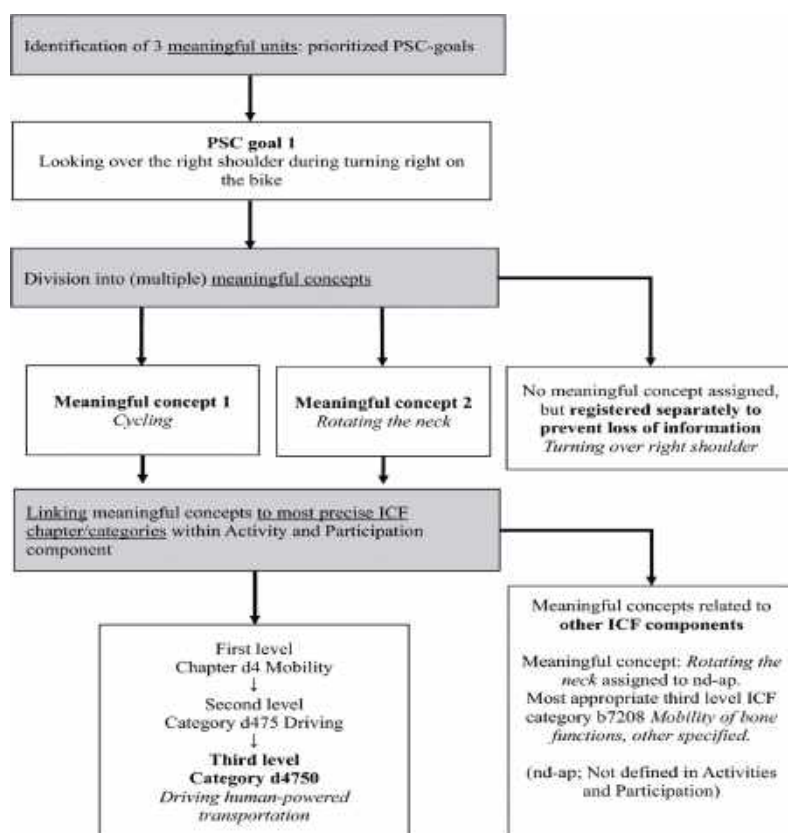 Identification of 3 meaningful units: prioritized PSC-goals
PSC goal 1
Looking over the right shoulder during turning right on
the bike
Division into (multiple) meaningful concepts
Meaningful concept 1
Cycling
Meaningful concept 2
Rotating the neck
No meaningful concept assigned,
but registered separately to
prevent loss of information
Turning over right shoulder
Linking meaningful concepts to most precise ICF
chapter/categories within Activity and Participation
component
First level
Chapter d4 Mobility
↓
Second level
Category d475 Driving
↓
Third level
Category d4750
Driving human-powered
transportation
Meaningful concepts related to
other ICF components
Meaningful concept: Rotating the
neck assigned to nd-ap.
Most appropriate third level ICF
category b7208 Mobility of bone
functions, other specified.
(nd-ap; Not defined in Activities
and Participation)